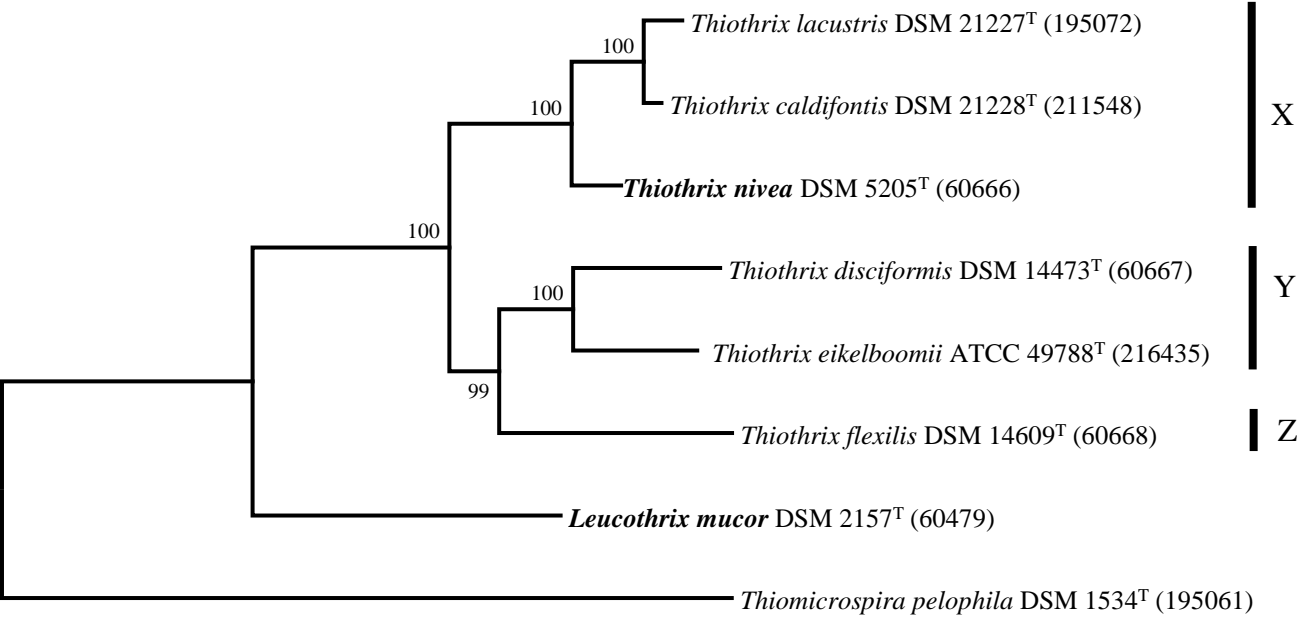 Thiothrix lacustris DSM 21227ᵀ (195072)
100
Thiothrix caldifontis DSM 21228ᵀ (211548)
X
100
Thiothrix nivea DSM 5205ᵀ (60666)
100
Thiothrix disciformis DSM 14473ᵀ (60667)
Y
100
Thiothrix eikelboomii ATCC 49788ᵀ (216435)
99
Thiothrix flexilis DSM 14609ᵀ (60668)
Z
Leucothrix mucor DSM 2157ᵀ (60479)
Thiomicrospira pelophila DSM 1534ᵀ (195061)